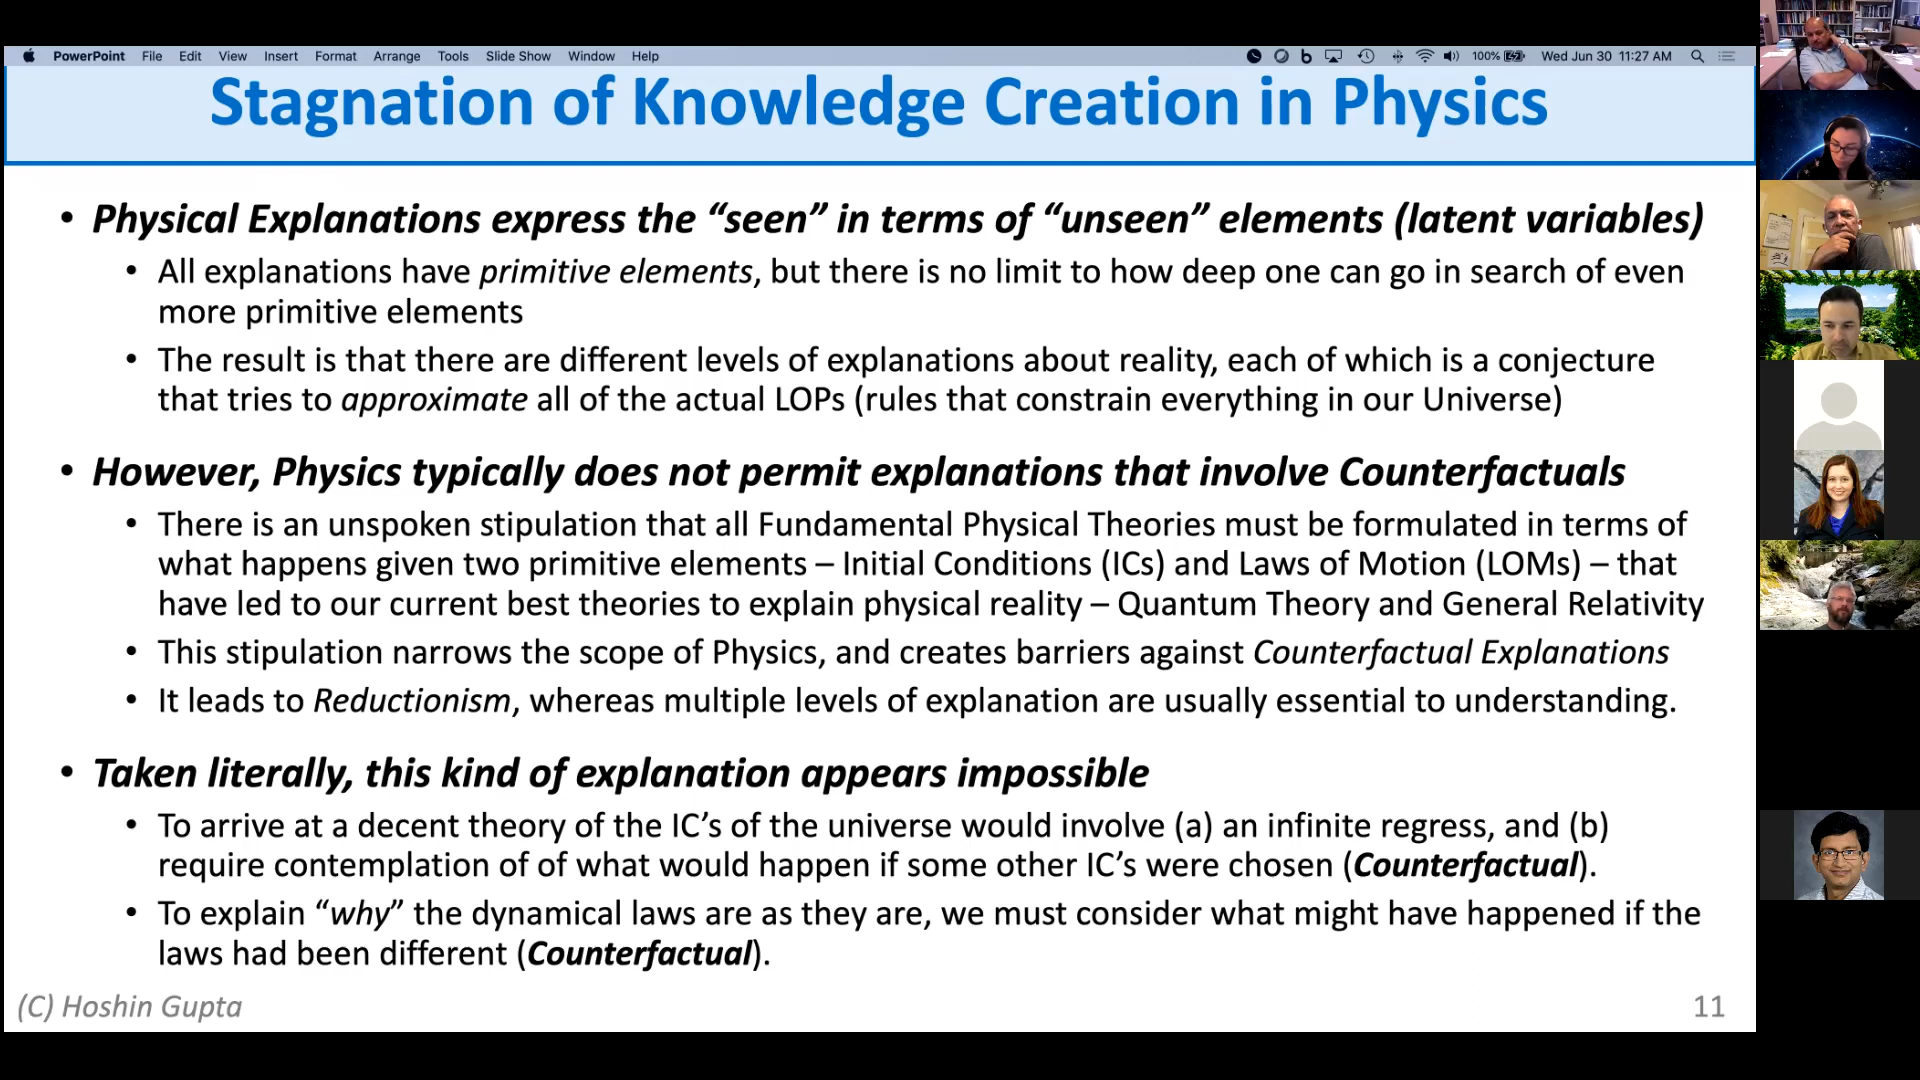 PowerPoint File Edit View Insert Format Arrange Tools Slide Show Window Help 100% Wed Jun 30 11:27 AM
Stagnation of Knowledge Creation in Physics
• Physical Explanations express the “seen” in terms of “unseen” elements (latent variables)
• All explanations have primitive elements, but there is no limit to how deep one can go in search of even
more primitive elements
• The result is that there are different levels of explanations about reality, each of which is a conjecture
that tries to approximate all of the actual LOPs (rules that constrain everything in our Universe)
• However, Physics typically does not permit explanations that involve Counterfactuals
• There is an unspoken stipulation that all Fundamental Physical Theories must be formulated in terms of
what happens given two primitive elements – Initial Conditions (ICs) and Laws of Motion (LOMs) – that
have led to our current best theories to explain physical reality – Quantum Theory and General Relativity
• This stipulation narrows the scope of Physics, and creates barriers against Counterfactual Explanations
• It leads to Reductionism, whereas multiple levels of explanation are usually essential to understanding.
• Taken literally, this kind of explanation appears impossible
• To arrive at a decent theory of the IC’s of the universe would involve (a) an infinite regress, and (b)
require contemplation of of what would happen if some other IC’s were chosen (Counterfactual).
• To explain “why” the dynamical laws are as they are, we must consider what might have happened if the
laws had been different (Counterfactual).
(C) Hoshin Gupta
11